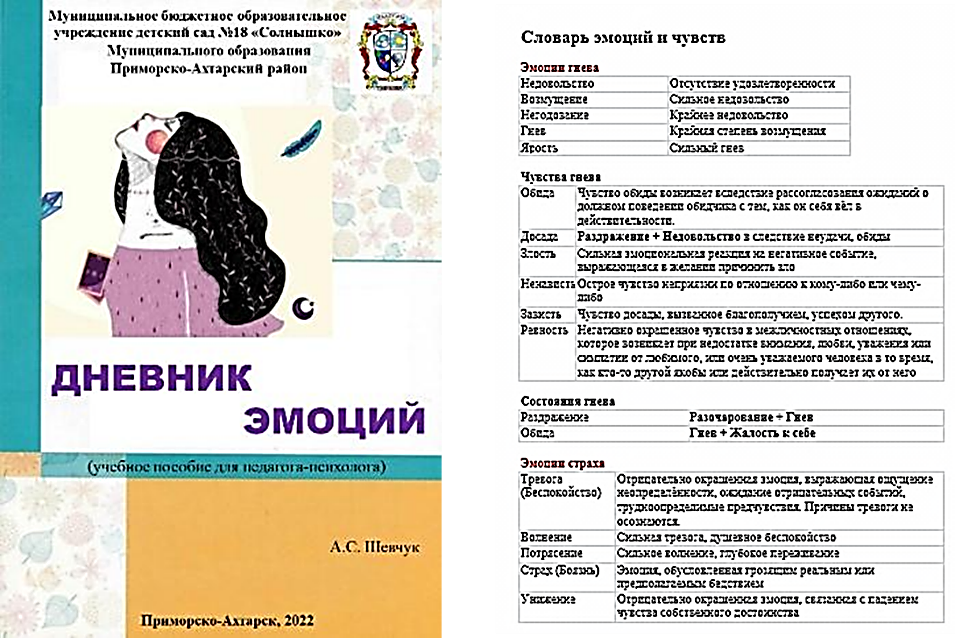 Муниципальное бюджетное образовательное
учреждение детский сад №18 «Солнышко»
Муниципального образования
Приморско-Ахтарский район
ДНЕВНИК
ЭМОЦИЙ
(учебное пособие для педагога-психолога)
А.С. Шевчук
Приморско-Ахтарск, 2022
Словарь эмоций и чувств
Эмоции гнева
Недовольство Отсутствие удовлетворенности
Возмущение Сильное недовольство
Негодование Крайнее недовольство
Гнев Крайняя степень возмущения
Ярость Сильный гнев
Чувства гнева
Обида Чувство обиды возникает вследствие рассогласования ожиданий о
должном поведении обидчика с тем, как он себя вёл в
действительности.
Досада Раздражение + Недовольство в следствие неудачи, обиды
Злость Сильная эмоциональная реакция на негативное событие,
выражающаяся в желании причинить зло
Ненависть Острое чувство неприязни по отношению к кому-либо или чему-
либо
Зависть Чувство досады, вызванное благополучием, успехом другого.
Ревность Негативно окрашенное чувство в межличностных отношениях,
которое возникает при недостатке внимания, любви, уважения или
симпатии от любимого, или очень уважаемого человека в то время,
как кто-то другой якобы или действительно получает их от него
Состояния гнева
Раздражение Разочарование + Гнев
Обида Гнев + Жалость к себе
Эмоции страха
Тревога Отрицательно окрашенная эмоция, выражающая ощущение
(Беспокойство) неопределённости, ожидание отрицательных событий,
трудноопределимые предчувствия. Причины тревоги не
осознаются.
Волнение Сильная тревога, душевное беспокойство
Потрясение Сильное волнение, глубокое переживание
Страх (Боязнь) Эмоция, обусловленная грозящим реальным или
предполагаемым бедствием
Унижение Отрицательно окрашенная эмоция, связанная с падением
чувства собственного достоинства